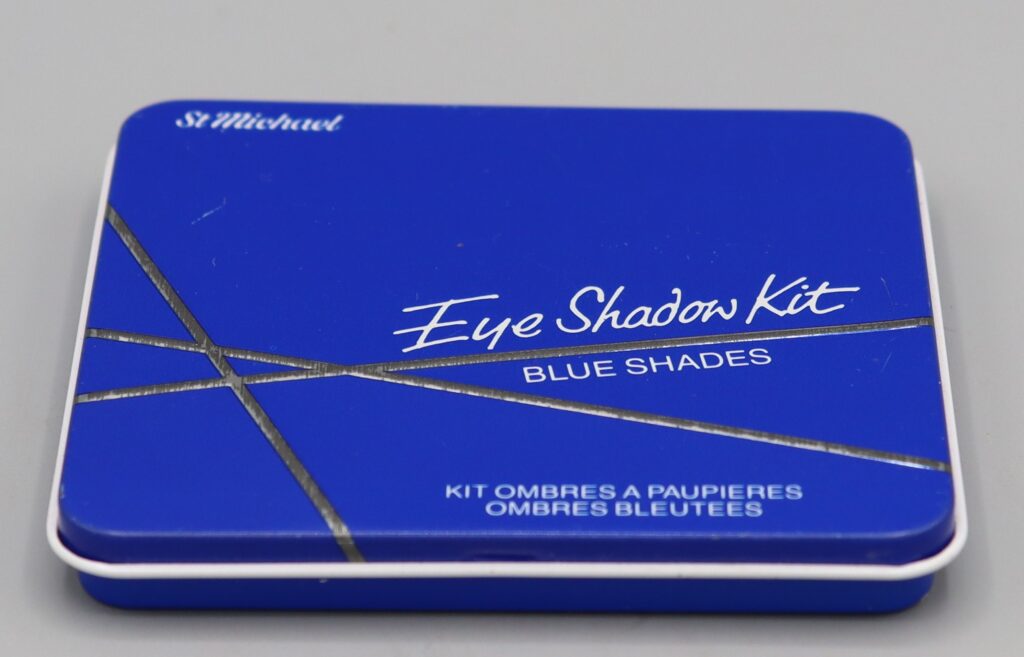 St Michael
Eye Shadow Kit
BLUE SHADES
KIT OMBRES A PAUPIERES
OMBRES BLEUTEES